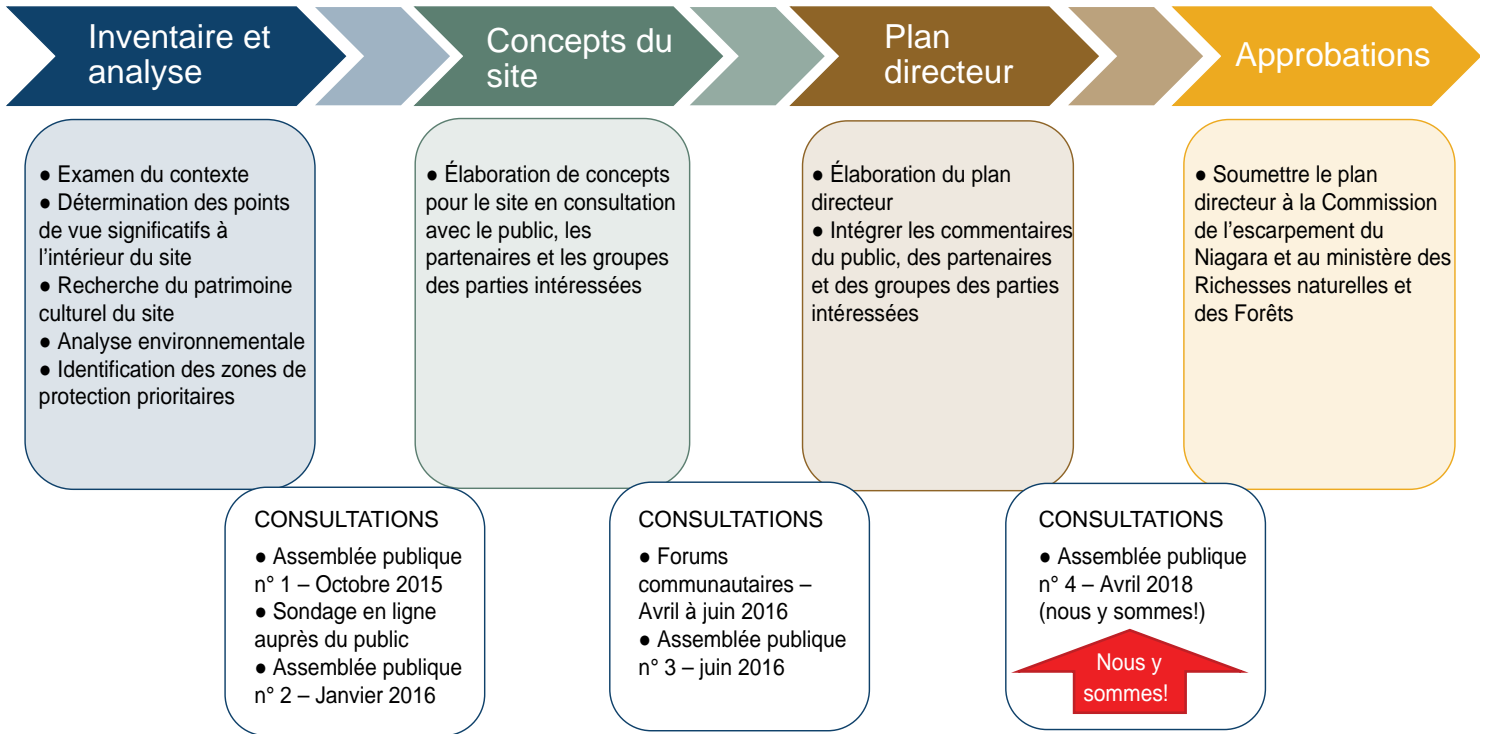 Inventaire et
analyse
Concepts du
site
Plan
directeur
Approbations
● Examen du contexte
● Détermination des points
de vue significatifs à
l’intérieur du site
● Recherche du patrimoine
culturel du site
● Analyse environnementale
● Identification des zones de
protection prioritaires
● Élaboration de concepts
pour le site en consultation
avec le public, les
partenaires et les groupes
des parties intéressées
● Élaboration du plan
directeur
● Intégrer les commentaires
du public, des partenaires
et des groupes des parties
intéressées
● Soumettre le plan
directeur à la Commission
de l’escarpement du
Niagara et au ministère des
Richesses naturelles et
des Forêts
CONSULTATIONS
● Assemblée publique
n° 1 – Octobre 2015
● Sondage en ligne
auprès du public
● Assemblée publique
n° 2 – Janvier 2016
CONSULTATIONS
● Forums
communautaires –
Avril à juin 2016
● Assemblée publique
n° 3 – juin 2016
CONSULTATIONS
● Assemblée publique
n° 4 – Avril 2018
(nous y sommes!)
Nous y
sommes!